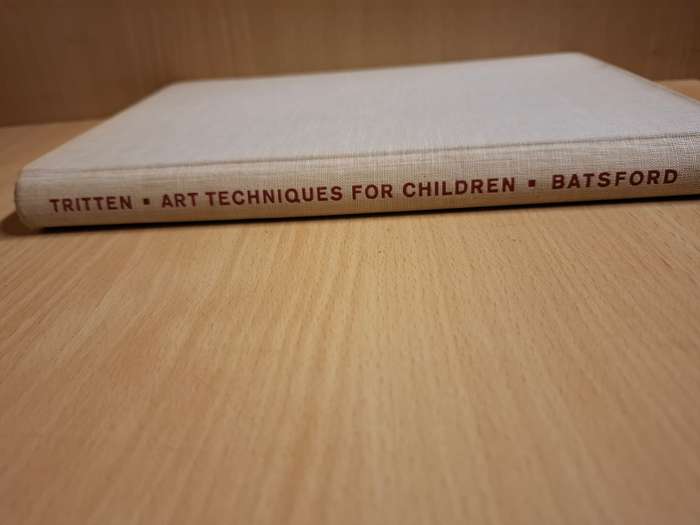 TRITTEN ▪ ART TECHNIQUES FOR CHILDREN ▪ BATSFORD